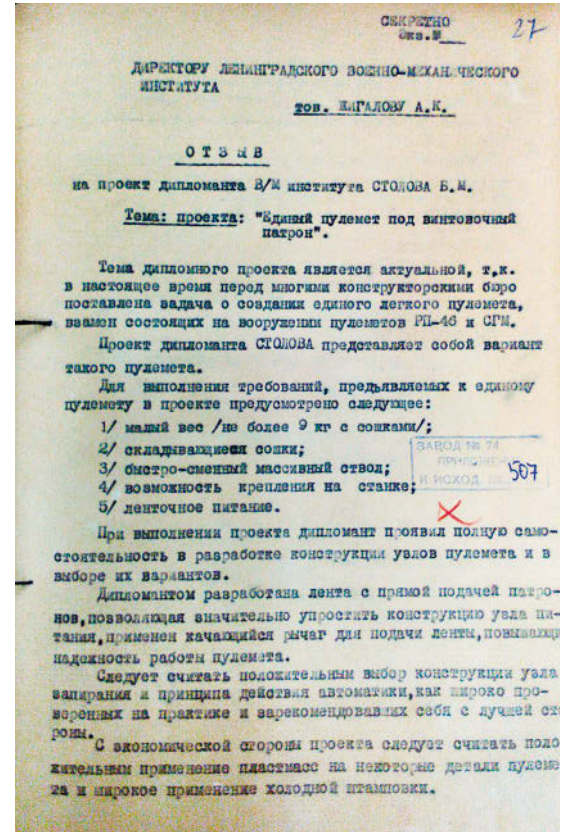 СЕКРЕТНО
Экз.№
27
ДИРЕКТОРУ ЛЕНИНГРАДСКОГО ВОЕННО-МЕХАНИЧЕСКОГО
ИНСТИТУТА
тов. ЖИГАЛОВУ А.К.
ОТЗЫВ
на проект дипломанта В/М института СТОЛОВА Б.М.
Тема: проекта: "Единый пулемет под винтовочный
патрон".
Тема дипломного проекта является актуальной, т.к.
в настоящее время перед многими конструкторскими бюро
поставлена задача о создании единого легкого пулемета,
взамен состоящих на вооружении пулеметов РП-46 и СГМ.
Проект дипломанта СТОЛОВА представляет собой вариант
такого пулемета.
Для выполнения требований, предъявляемых к единому
пулемету в проекте предусмотрено следующее:
1/ малый вес /не более 9 кг с сошками/;
2/ складывающиеся сошки;
3/ быстро-сменный массивный ствол;
4/ возможность крепления на станке;
5/ ленточное питание.
ЗАВОД № 74
И ИСХОД
507
При выполнении проекта дипломант проявил полную само-
стоятельность в разработке конструкции узлов пулемета и в
выборе их вариантов.
Дипломантом разработана лента с прямой подачей патро-
нов, позволяющая значительно упростить конструкцию узла пи-
тания, применен качающийся рычаг для подачи ленты, повышающи
надежность работы пулемета.
Следует считать положительным выбор конструкции узла
запирания и принципа действия автоматики, как широко про-
веренных на практике и зарекомендовавших себя с лучшей сто
роны.
С экономической стороны проекта следует считать поло
жительным применение пластмасс на некоторые детали пулеме
та и широкое применение холодной штамповки.